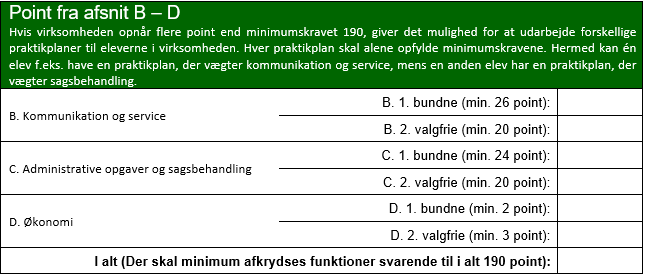 Point fra afsnit B – D
Hvis virksomheden opnår flere point end minimumskravet 190, giver det mulighed for at udarbejde forskellige
praktikplaner til eleverne i virksomheden. Hver praktikplan skal alene opfylde minimumskravene. Hermed kan én
elev f.eks. have en praktikplan, der vægter kommunikation og service, mens en anden elev har en praktikplan, der
vægter sagsbehandling.
B. Kommunikation og service
B. 1. bundne (min. 26 point):
B. 2. valgfrie (min. 20 point):
C. Administrative opgaver og sagsbehandling
C. 1. bundne (min. 24 point):
C. 2. valgfrie (min. 20 point):
D. Økonomi
D. 1. bundne (min. 2 point):
D. 2. valgfrie (min. 3 point):
I alt (Der skal minimum afkrydses funktioner svarende til i alt 190 point):